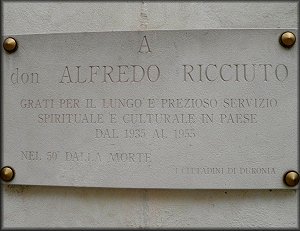 A
don ALFREDO RICCIUTO
GRATI PER IL LUNGO E PREZIOSO SERVIZIO
SPIRITUALE E CULTURALE IN PAESE
DAL 1935 AL 1955
NEL 50° DALLA MORTE
I CITTADINI DI DURONIA